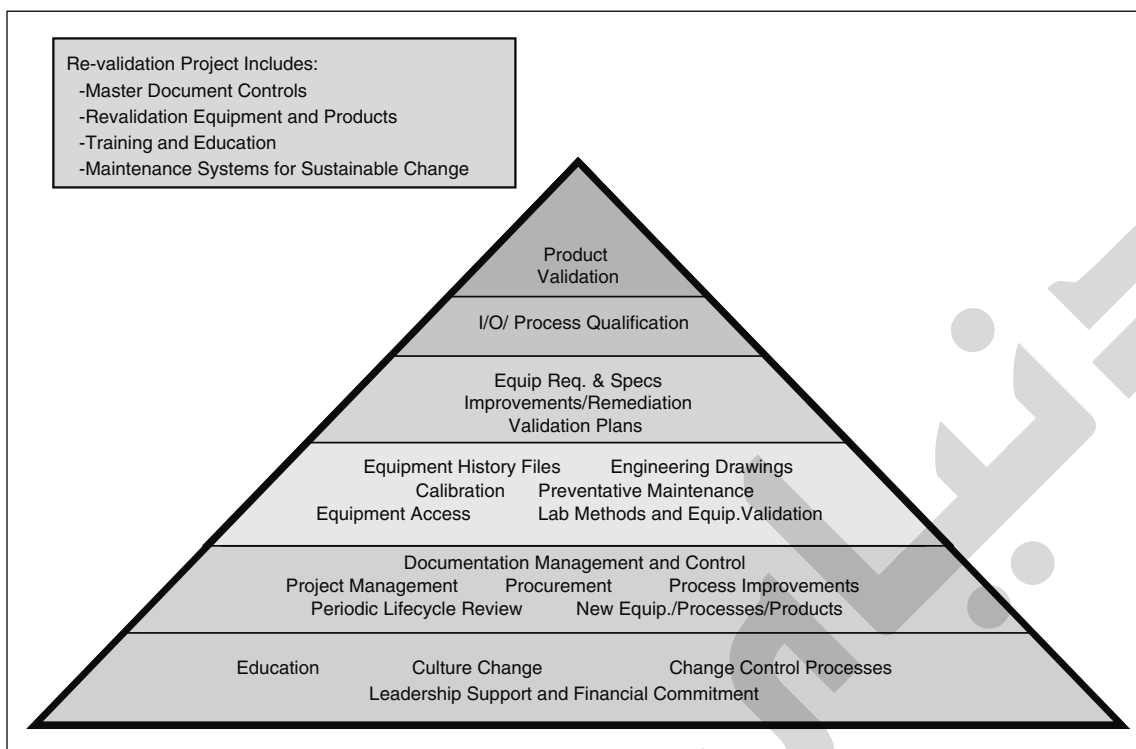 Re-validation Project Includes:
-Master Document Controls
-Revalidation Equipment and Products
-Training and Education
-Maintenance Systems for Sustainable Change
Product
Validation
I/O/ Process Qualification
Equip Req. & Specs
Improvements/Remediation
Validation Plans
Equipment History Files Engineering Drawings
Calibration Preventative Maintenance
Equipment Access Lab Methods and Equip.Validation
Documentation Management and Control
Project Management Procurement Process Improvements
Periodic Lifecycle Review New Equip./Processes/Products
Education Culture Change Change Control Processes
Leadership Support and Financial Commitment